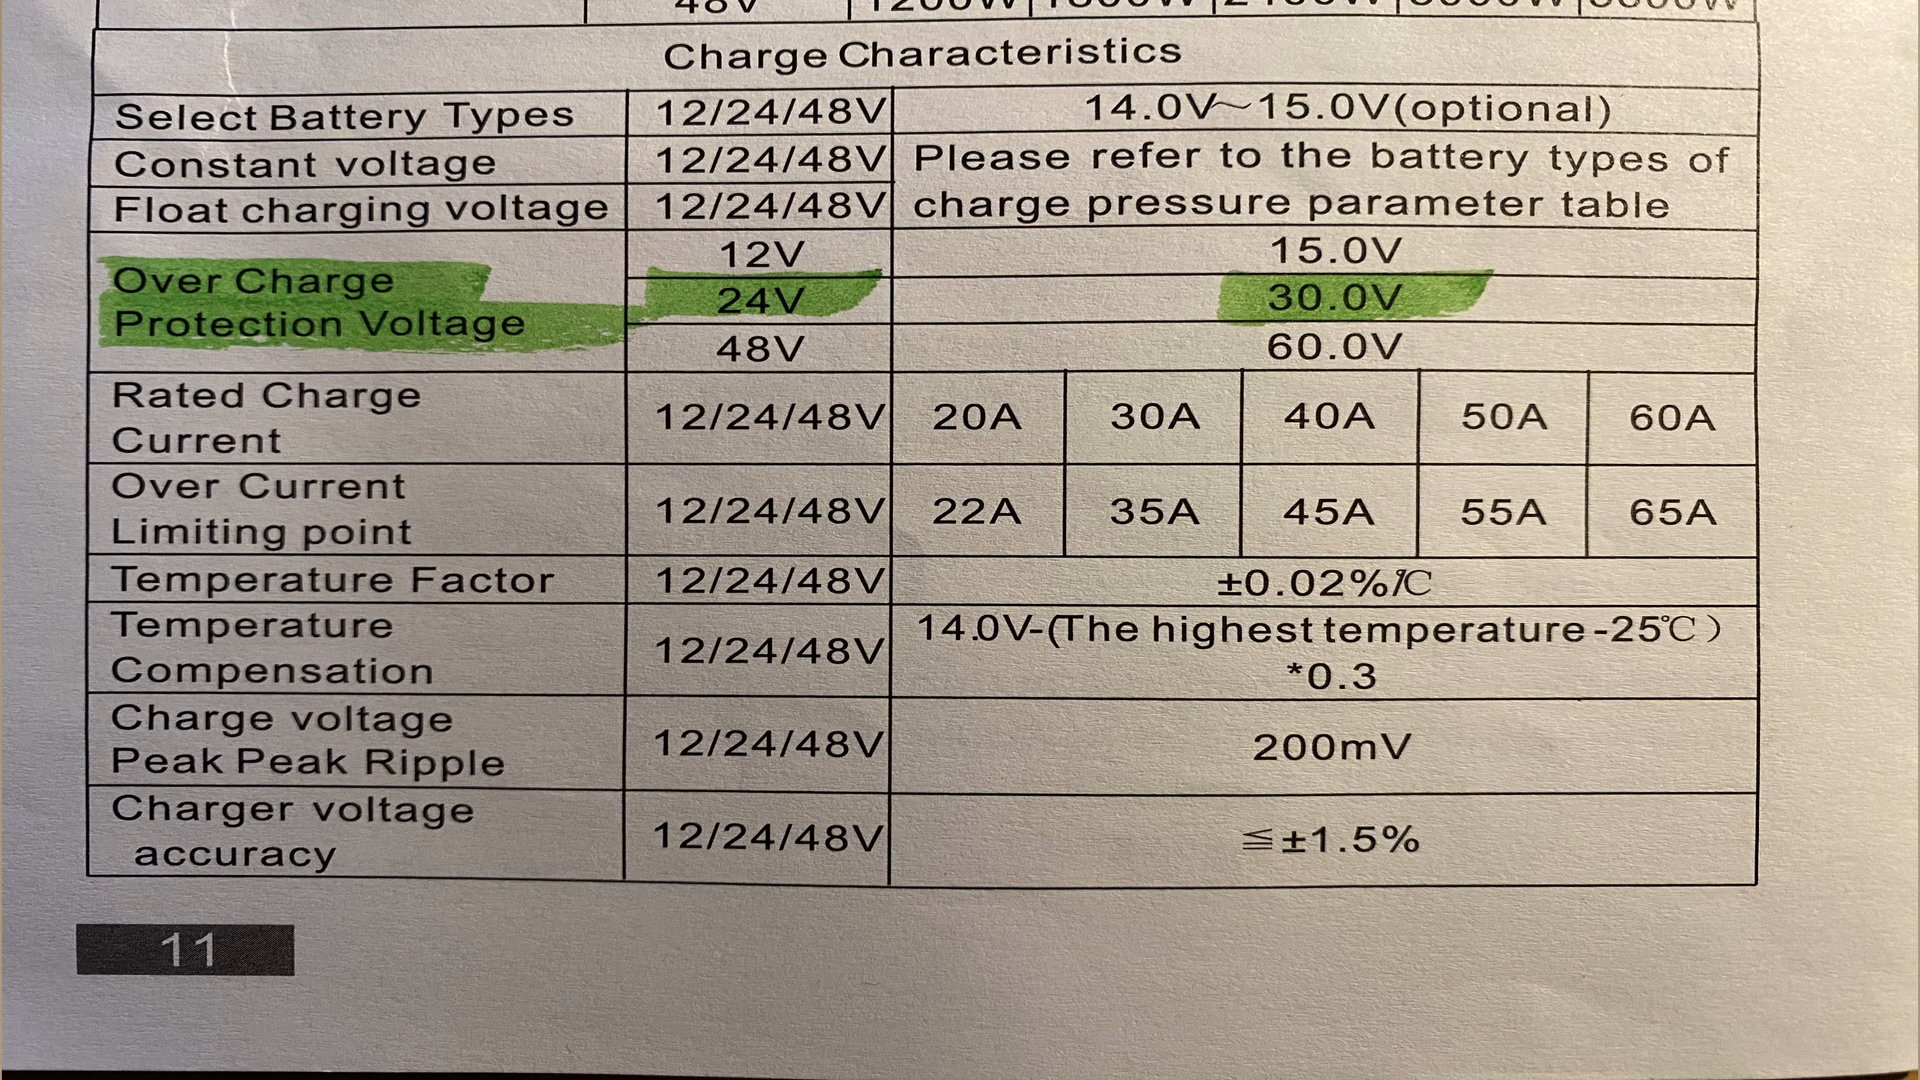 48V 1200W
Charge Characteristics
Select Battery Types 12/24/48V 14.0V～15.0V(optional)
Constant voltage 12/24/48V Please refer to the battery types of
Float charging voltage 12/24/48V charge pressure parameter table
12V 15.0V
Over Charge
24V 30.0V
Protection Voltage
48V 60.0V
Rated Charge
12/24/48V 20A 30A 40A 50A 60A
Current
Over Current
12/24/48V 22A 35A 45A 55A 65A
Limiting point
Temperature Factor 12/24/48V ±0.02%/℃
Temperature
14.0V-(The highest temperature-25℃）
12/24/48V
Compensation
*0.3
Charge voltage
12/24/48V 200mV
Peak Peak Ripple
Charger voltage
12/24/48V ≦±1.5%
accuracy
11